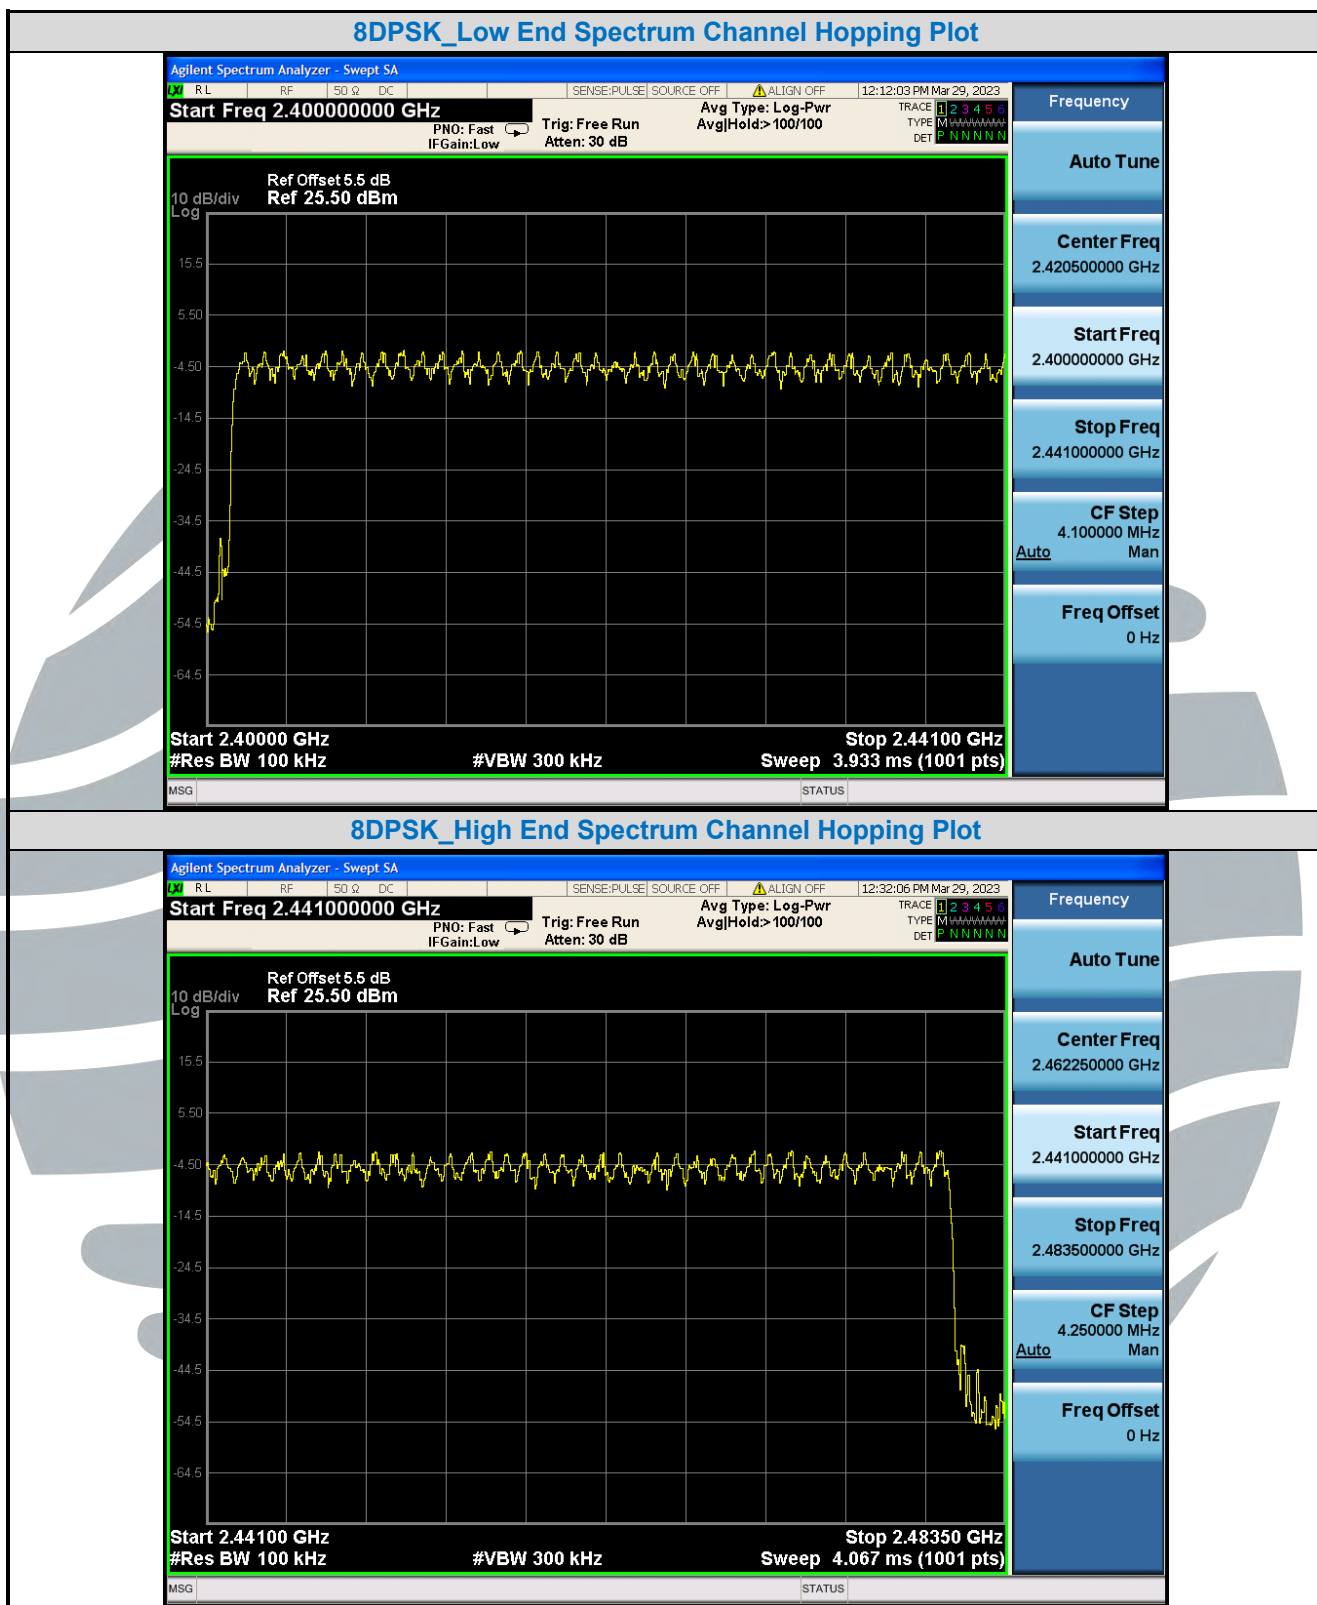 8DPSK_Low End Spectrum Channel Hopping Plot
Agilent Spectrum Analyzer - Swept SA
LXI RL RF 50 Ω DC SENSE:PULSE SOURCE OFF ALIGN OFF 12:12:03 PM Mar 29, 2023
Start Freq 2.400000000 GHz
PNO: Fast
IFGain:Low
Trig: Free Run
Atten: 30 dB
Avg Type: Log-Pwr
Avg|Hold:> 100/100
TRACE 1 2 3 4 5 6
TYPE M WWWWW
DET P N N N N N
Ref Offset 5.5 dB
10 dB/div Ref 25.50 dBm
Log
15.5
5.50
-4.50
-14.5
-24.5
-34.5
-44.5
-54.5
-64.5
Start 2.40000 GHz Stop 2.44100 GHz
#Res BW 100 kHz #VBW 300 kHz Sweep 3.933 ms (1001 pts)
MSG STATUS
Frequency
Auto Tune
Center Freq
2.420500000 GHz
Start Freq
2.400000000 GHz
Stop Freq
2.441000000 GHz
CF Step
4.100000 MHz
Auto Man
Freq Offset
0 Hz
8DPSK_High End Spectrum Channel Hopping Plot
Agilent Spectrum Analyzer - Swept SA
LXI RL RF 50 Ω DC SENSE:PULSE SOURCE OFF ALIGN OFF 12:32:06 PM Mar 29, 2023
Start Freq 2.441000000 GHz
PNO: Fast
IFGain:Low
Trig: Free Run
Atten: 30 dB
Avg Type: Log-Pwr
Avg|Hold:> 100/100
TRACE 1 2 3 4 5 6
TYPE M WWWWW
DET P N N N N N
Ref Offset 5.5 dB
10 dB/div Ref 25.50 dBm
Log
15.5
5.50
-4.50
-14.5
-24.5
-34.5
-44.5
-54.5
-64.5
Start 2.44100 GHz Stop 2.48350 GHz
#Res BW 100 kHz #VBW 300 kHz Sweep 4.067 ms (1001 pts)
MSG STATUS
Frequency
Auto Tune
Center Freq
2.462250000 GHz
Start Freq
2.441000000 GHz
Stop Freq
2.483500000 GHz
CF Step
4.250000 MHz
Auto Man
Freq Offset
0 Hz